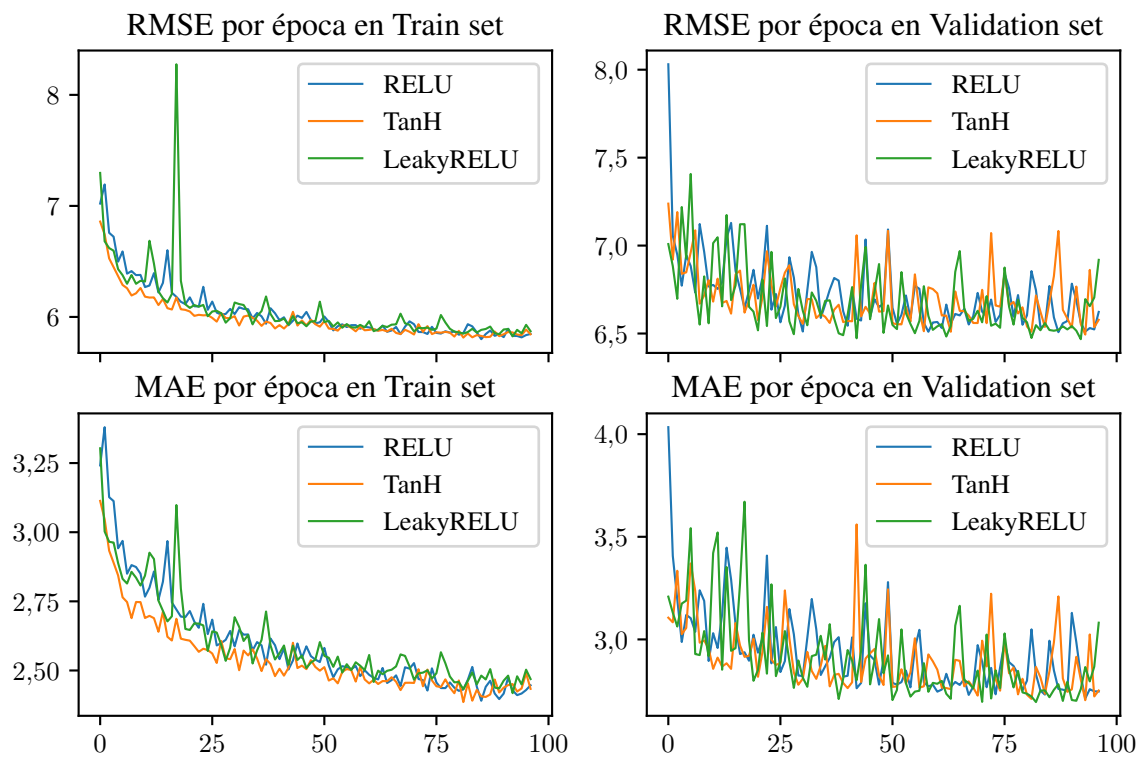 RMSE por época en Train set
8
7
6
RELU
TanH
LeakyRELU
RMSE por época en Validation set
8,0
7,5
7,0
6,5
RELU
TanH
LeakyRELU
MAE por época en Train set
3,25
3,00
2,75
2,50
RELU
TanH
LeakyRELU
0 25 50 75 100
MAE por época en Validation set
4,0
3,5
3,0
RELU
TanH
LeakyRELU
0 25 50 75 100